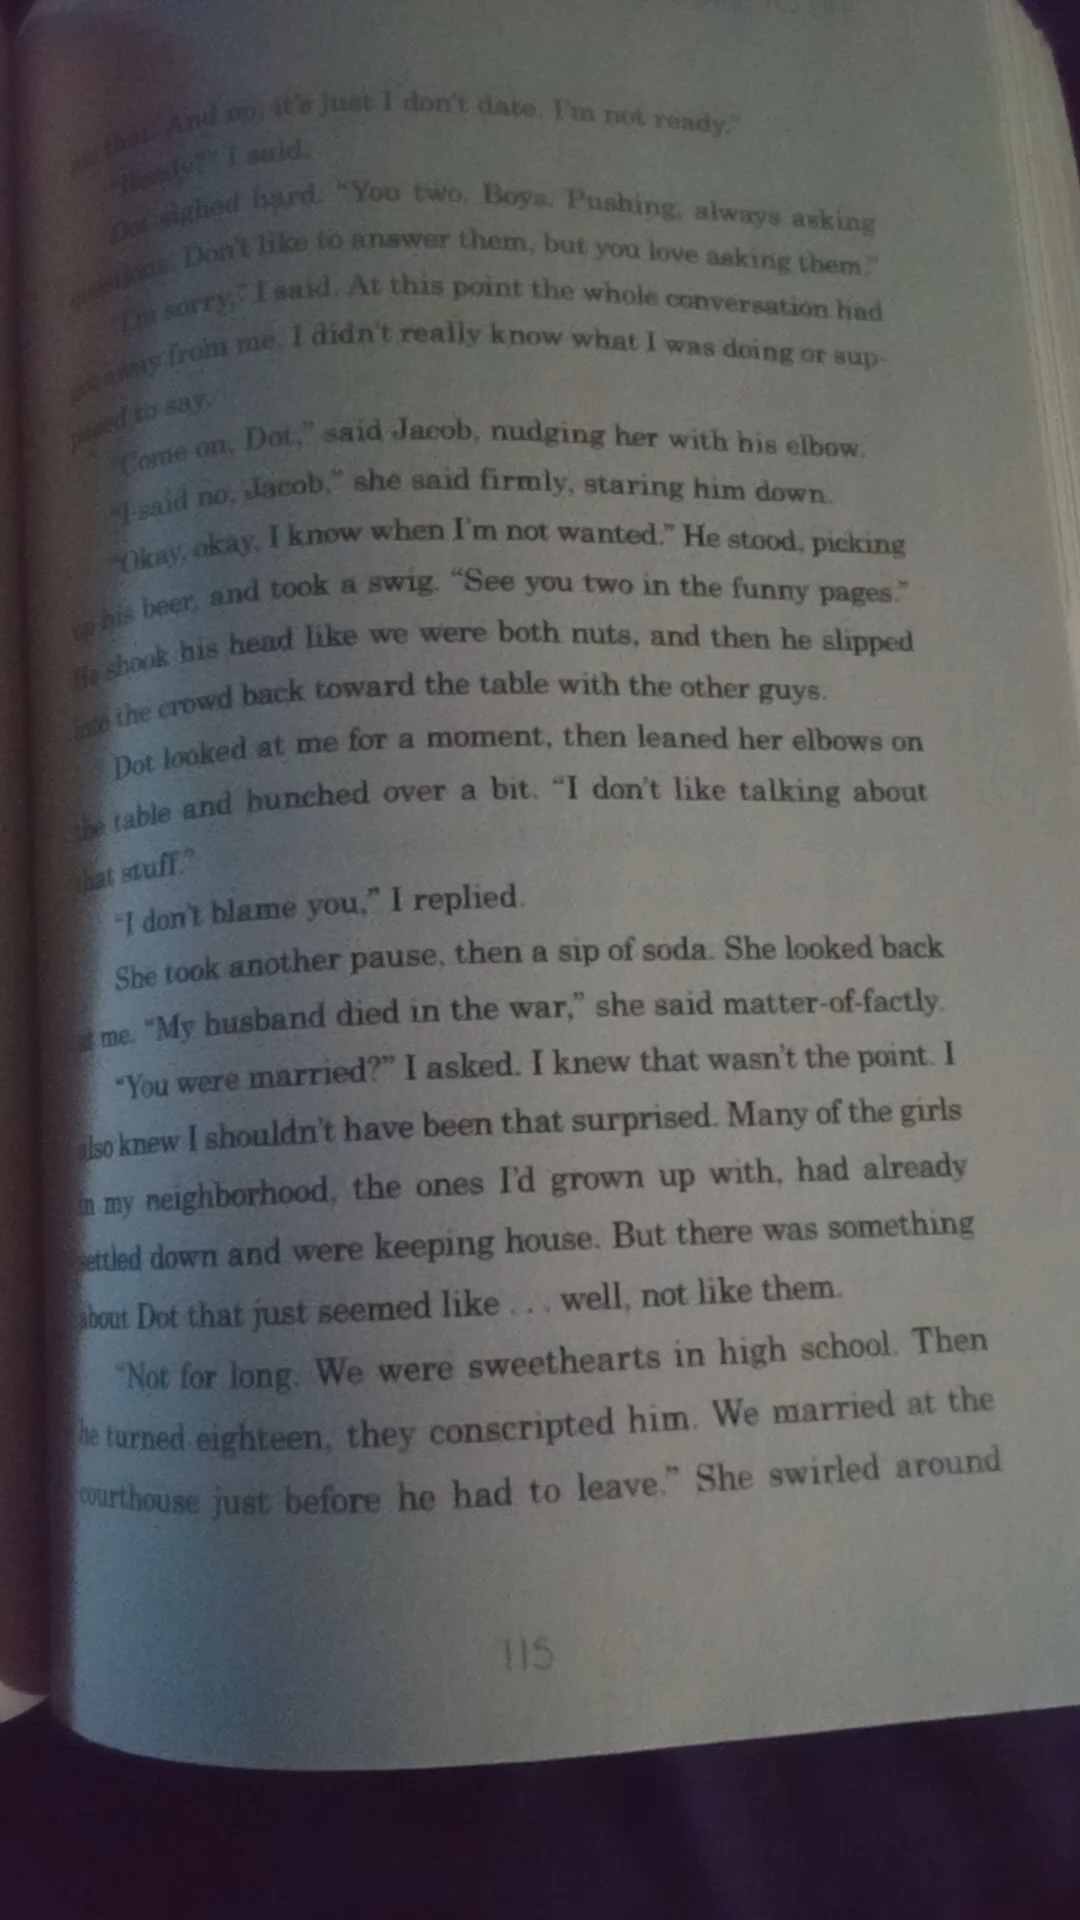 that. And no, it's just I don't date. I'm not ready."
"Ready?" I said.
Dot sighed hard. "You two. Boys. Pushing, always asking
questions. Don't like to answer them, but you love asking them."
"I'm sorry," I said. At this point the whole conversation had
got away from me. I didn't really know what I was doing or sup-
posed to say.
"Come on, Dot," said Jacob, nudging her with his elbow.
"I said no, Jacob," she said firmly, staring him down.
"Okay, okay, I know when I'm not wanted." He stood, picking
up his beer, and took a swig. "See you two in the funny pages."
He shook his head like we were both nuts, and then he slipped
into the crowd back toward the table with the other guys.
Dot looked at me for a moment, then leaned her elbows on
the table and hunched over a bit. "I don't like talking about
that stuff."
"I don't blame you," I replied.
She took another pause, then a sip of soda. She looked back
at me. "My husband died in the war," she said matter-of-factly.
"You were married?" I asked. I knew that wasn't the point. I
also knew I shouldn't have been that surprised. Many of the girls
in my neighborhood, the ones I'd grown up with, had already
settled down and were keeping house. But there was something
about Dot that just seemed like . . . well, not like them.
"Not for long. We were sweethearts in high school. Then
he turned eighteen, they conscripted him. We married at the
courthouse just before he had to leave." She swirled around
115